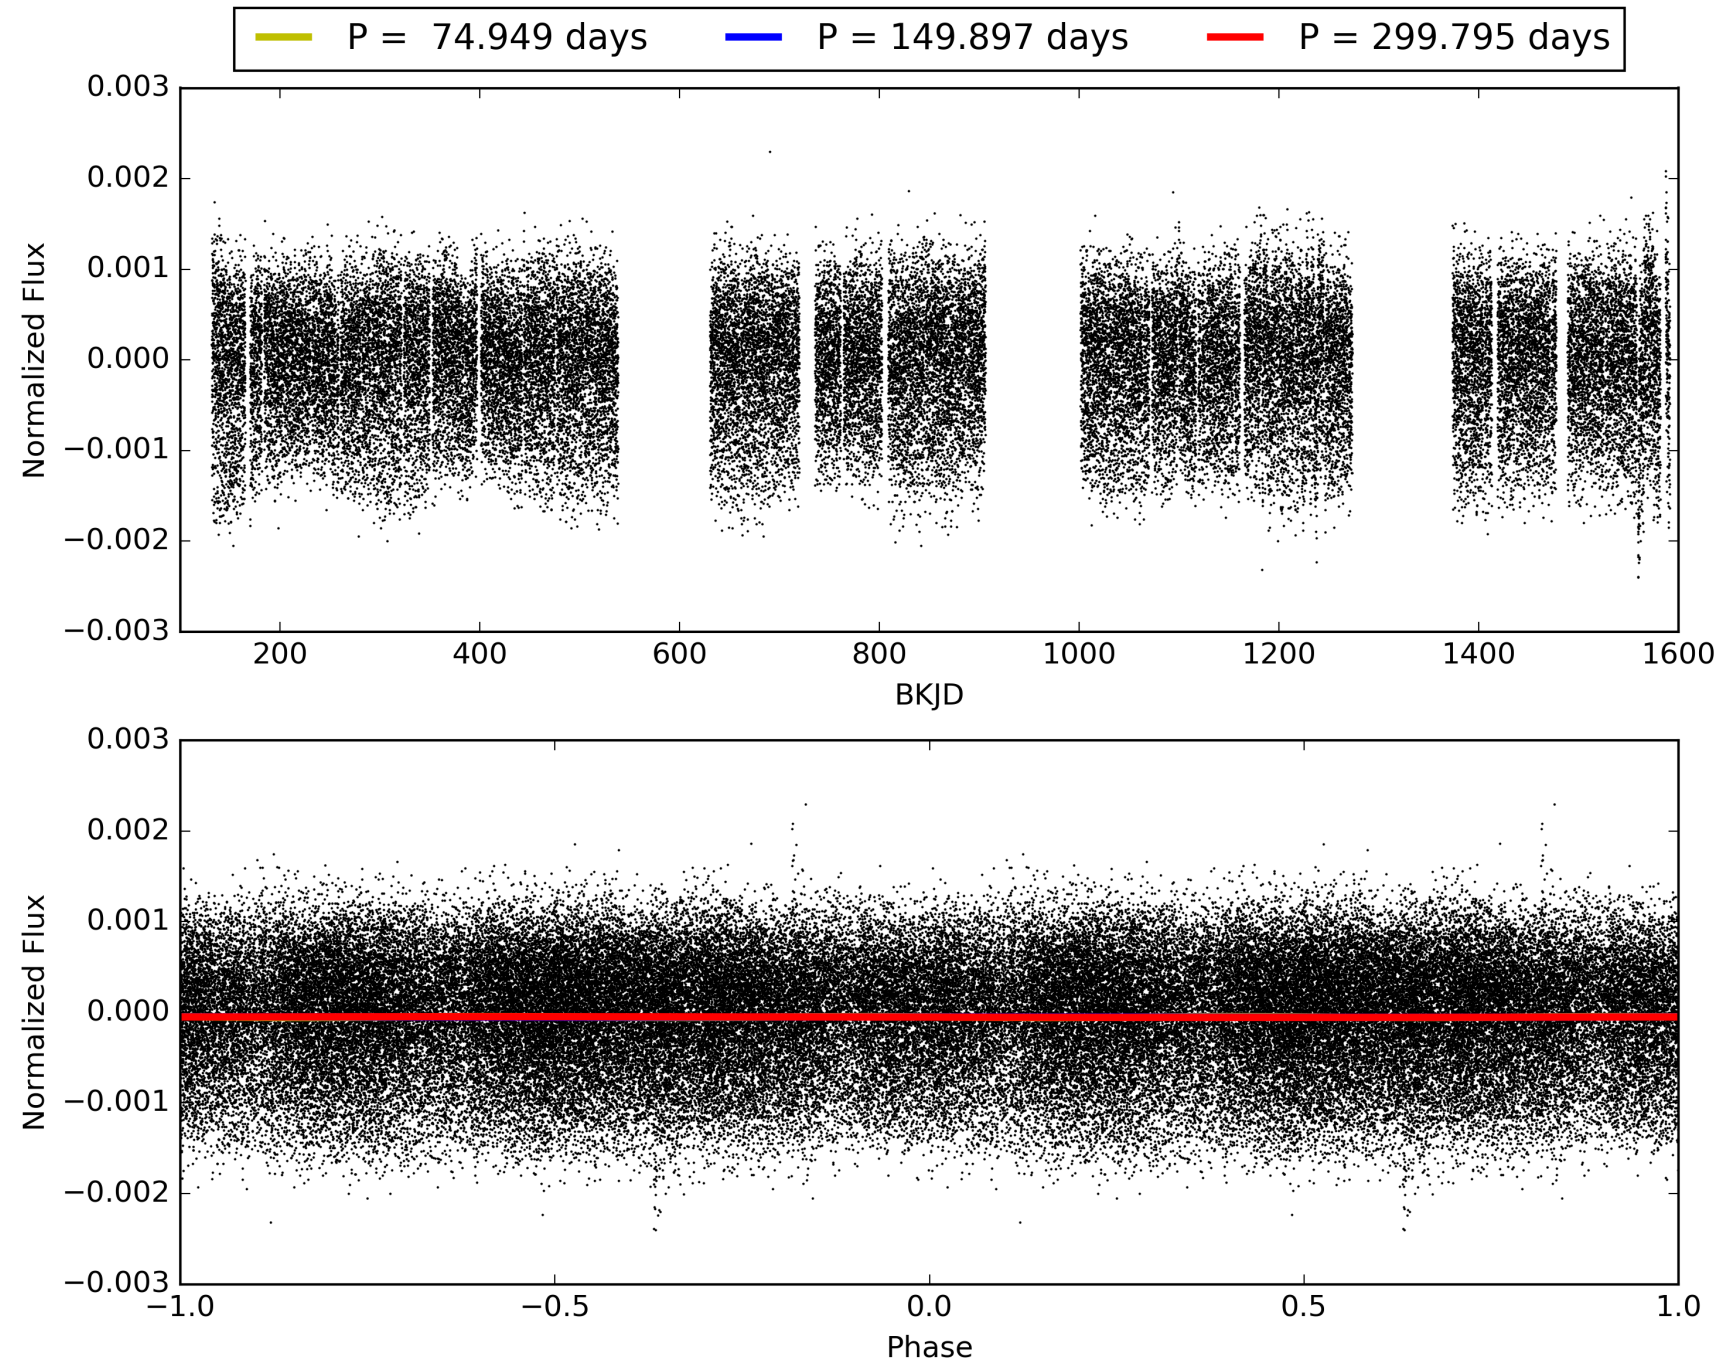 P = 74.949 days P = 149.897 days P = 299.795 days
0.003
0.002
0.001
0.000
−0.001
−0.002
−0.003
Normalized Flux
200 400 600 800 1000 1200 1400 1600
BKJD
0.003
0.002
0.001
0.000
−0.001
−0.002
−0.003
Normalized Flux
−1.0 −0.5 0.0 0.5 1.0
Phase